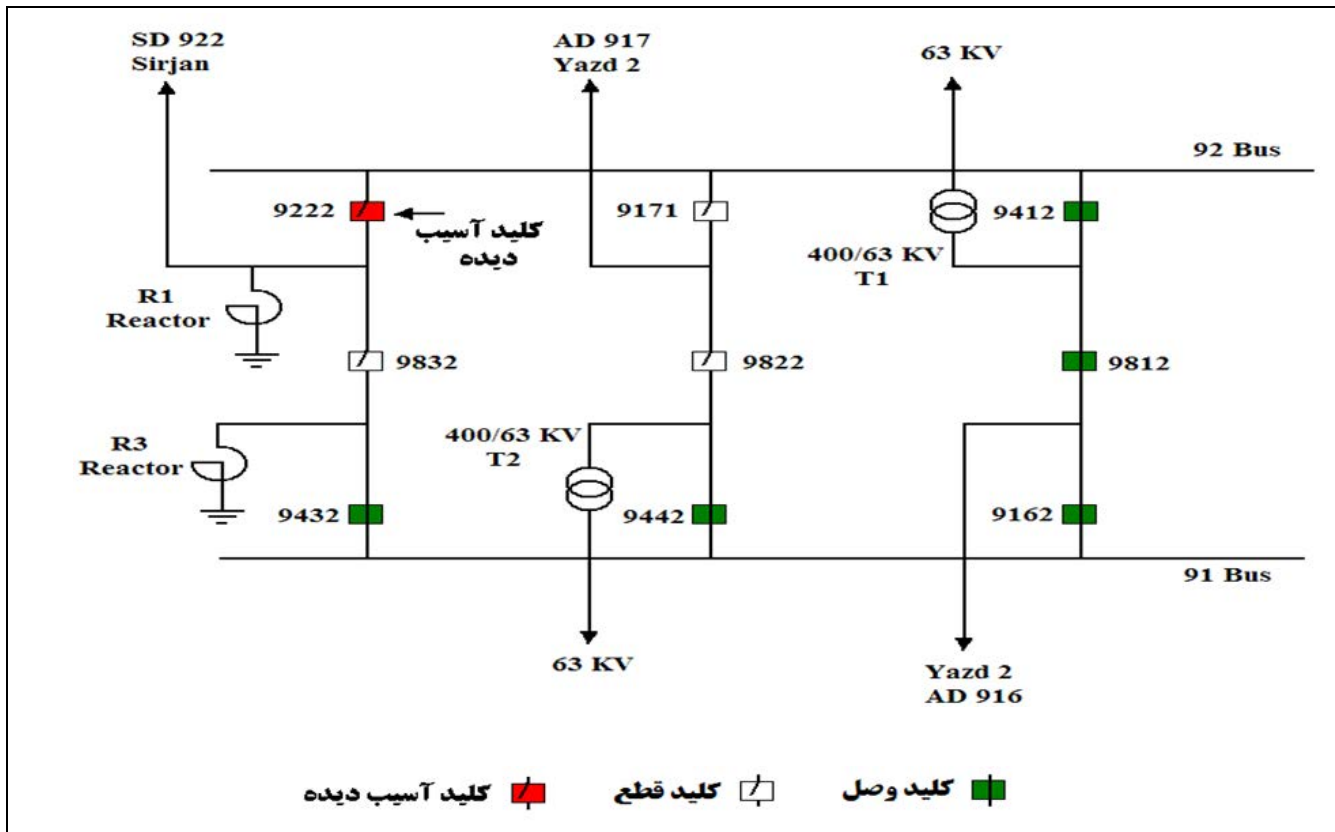 SD 922
Sirjan
AD 917
Yazd 2
63 KV
92 Bus
9222
کلید آسیب
دیده
9171
9412
400/63 KV
T1
R1
Reactor
9832
9822
9812
R3
Reactor
400/63 KV
T2
9432
9442
9162
91 Bus
63 KV
Yazd 2
AD 916
کلید وصل
کلید قطع
کلید آسیب دیده